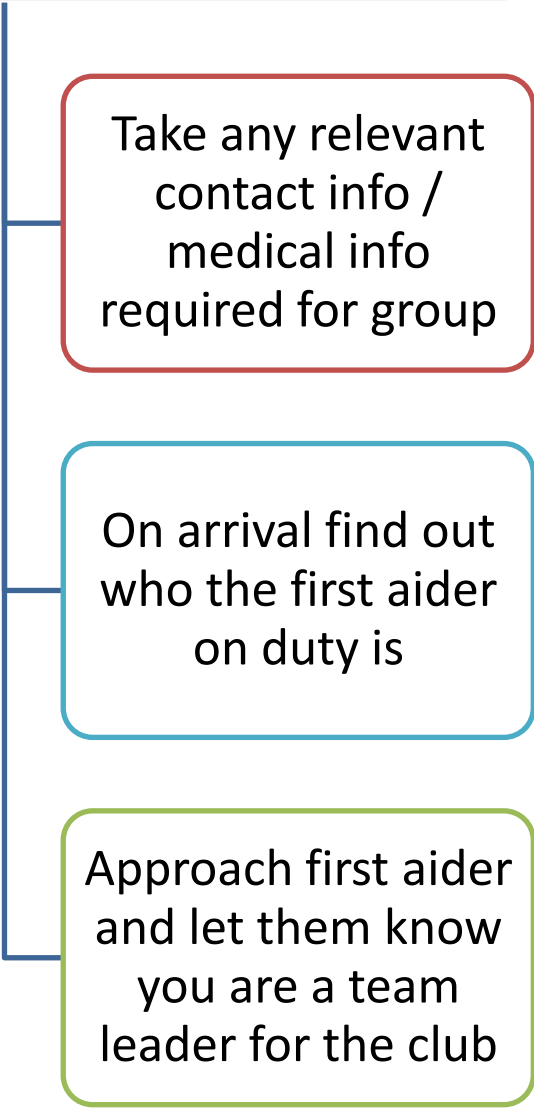 Take any relevant
contact info /
medical info
required for group
On arrival find out
who the first aider
on duty is
Approach first aider
and let them know
you are a team
leader for the club